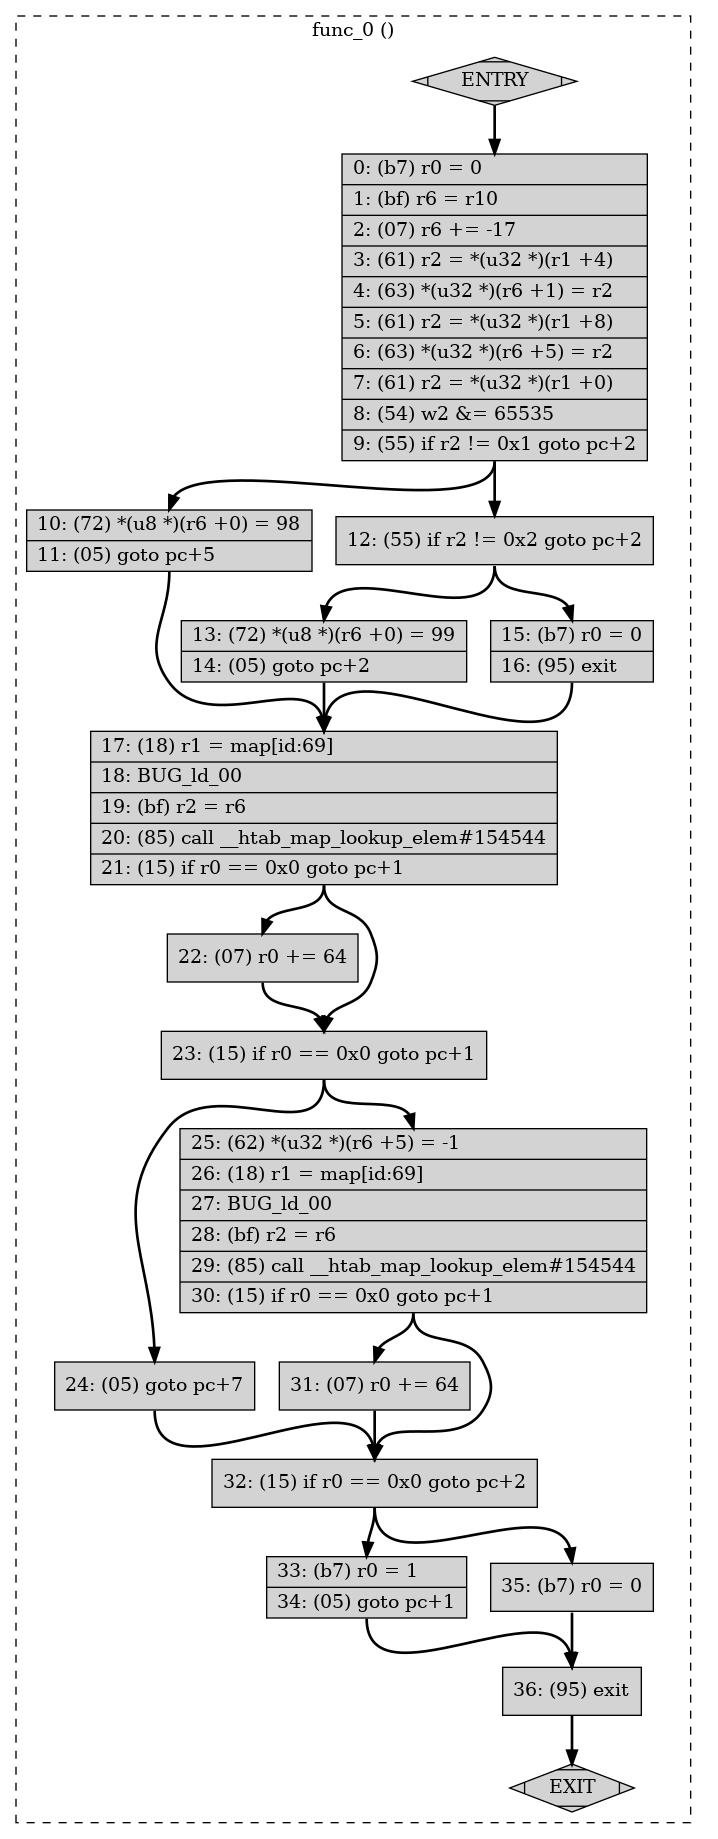 func_0 ()
ENTRY
0: (b7) r0 = 0
1: (bf) r6 = r10
2: (07) r6 += -17
3: (61) r2 = *(u32 *)(r1 +4)
4: (63) *(u32 *)(r6 +1) = r2
5: (61) r2 = *(u32 *)(r1 +8)
6: (63) *(u32 *)(r6 +5) = r2
7: (61) r2 = *(u32 *)(r1 +0)
8: (54) w2 &= 65535
9: (55) if r2 != 0x1 goto pc+2
10: (72) *(u8 *)(r6 +0) = 98
11: (05) goto pc+5
12: (55) if r2 != 0x2 goto pc+2
13: (72) *(u8 *)(r6 +0) = 99
14: (05) goto pc+2
15: (b7) r0 = 0
16: (95) exit
17: (18) r1 = map[id:69]
18: BUG_ld_00
19: (bf) r2 = r6
20: (85) call __htab_map_lookup_elem#154544
21: (15) if r0 == 0x0 goto pc+1
22: (07) r0 += 64
23: (15) if r0 == 0x0 goto pc+1
25: (62) *(u32 *)(r6 +5) = -1
26: (18) r1 = map[id:69]
27: BUG_ld_00
28: (bf) r2 = r6
29: (85) call __htab_map_lookup_elem#154544
30: (15) if r0 == 0x0 goto pc+1
24: (05) goto pc+7
31: (07) r0 += 64
32: (15) if r0 == 0x0 goto pc+2
33: (b7) r0 = 1
34: (05) goto pc+1
35: (b7) r0 = 0
36: (95) exit
EXIT